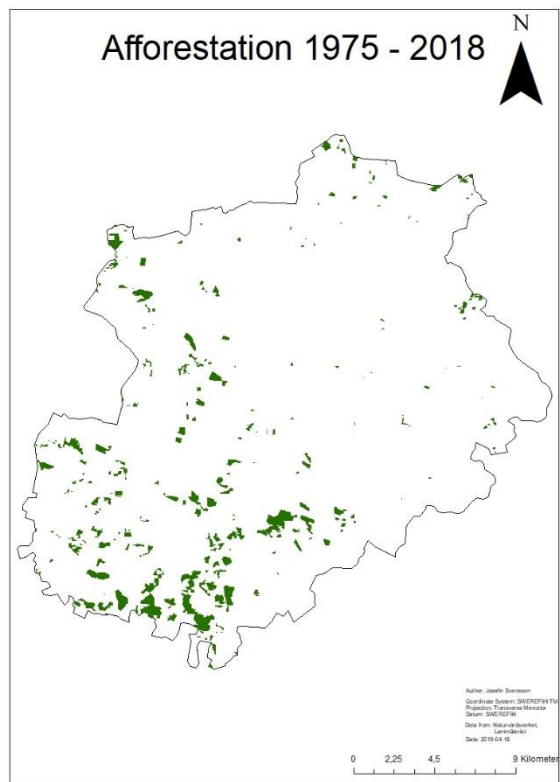 N
Afforestation 1975 - 2018
Author: Josefin Svensson
Coordinate System: SWEREF99 TM
Projection: Transverse Mercator
Datum: SWEREF99
Data from: Naturvårdsverket,
Lantmäteriet
Date: 2019-04-16
0 2,25 4,5 9 Kilometer